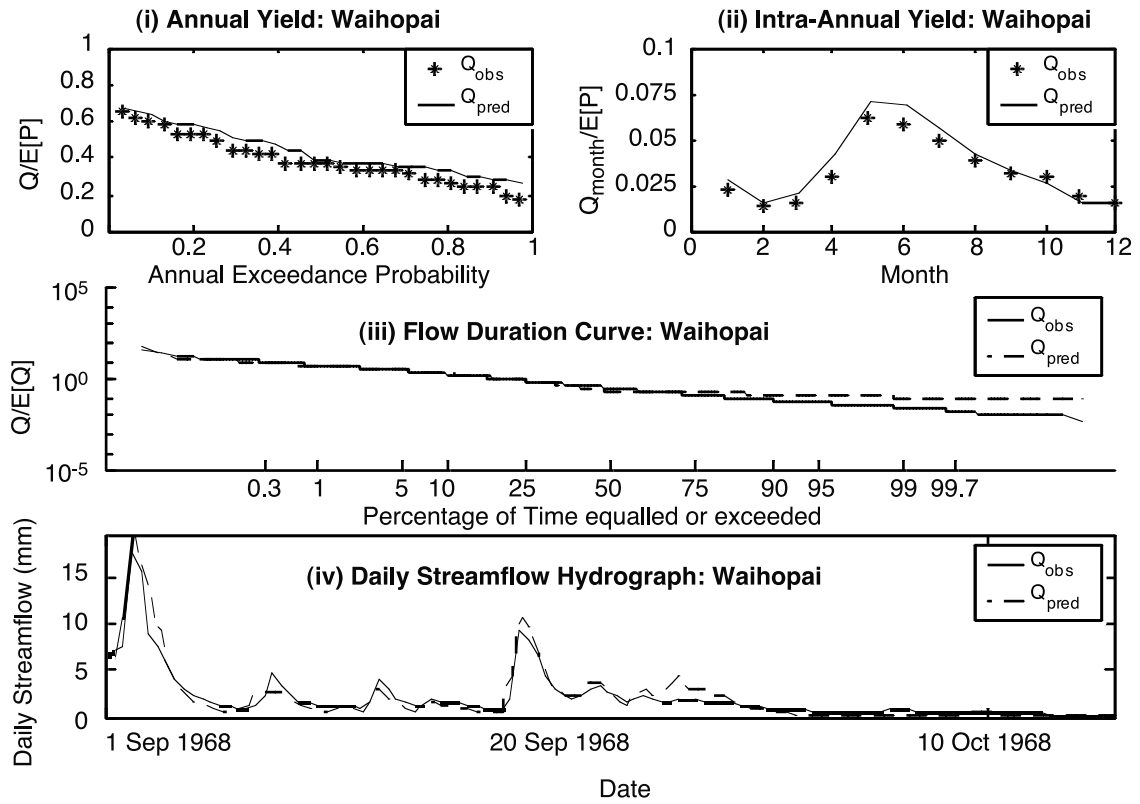 (i) Annual Yield: Waihopai
1
0.8
0.6
0.4
0.2
0
Q/E[P]
Q_obs
Q_pred
0.2 0.4 0.6 0.8 1
Annual Exceedance Probability
(ii) Intra-Annual Yield: Waihopai
0.1
0.075
0.05
0.025
0
Q_month/E[P]
Q_obs
Q_pred
0 2 4 6 8 10 12
Month
(iii) Flow Duration Curve: Waihopai
10^5
10^0
10^-5
Q/E[Q]
Q_obs
Q_pred
0.3 1 5 10 25 50 75 90 95 99 99.7
Percentage of Time equalled or exceeded
(iv) Daily Streamflow Hydrograph: Waihopai
15
10
5
0
Daily Streamflow (mm)
Q_obs
Q_pred
1 Sep 1968 20 Sep 1968 10 Oct 1968
Date